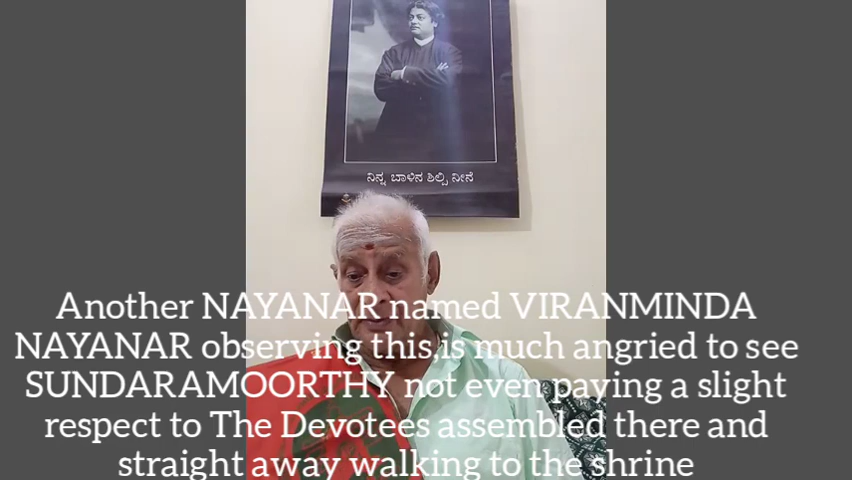 ನಿನ್ನ ಬಾಳಿನ ಶಿಲ್ಪಿ ನೀನೆ
Another NAYANAR named VIRANMINDA
NAYANAR observing this,is much angried to see
SUNDARAMOORTHY not even paying a slight
respect to The Devotees assembled there and
straight away walking to the shrine